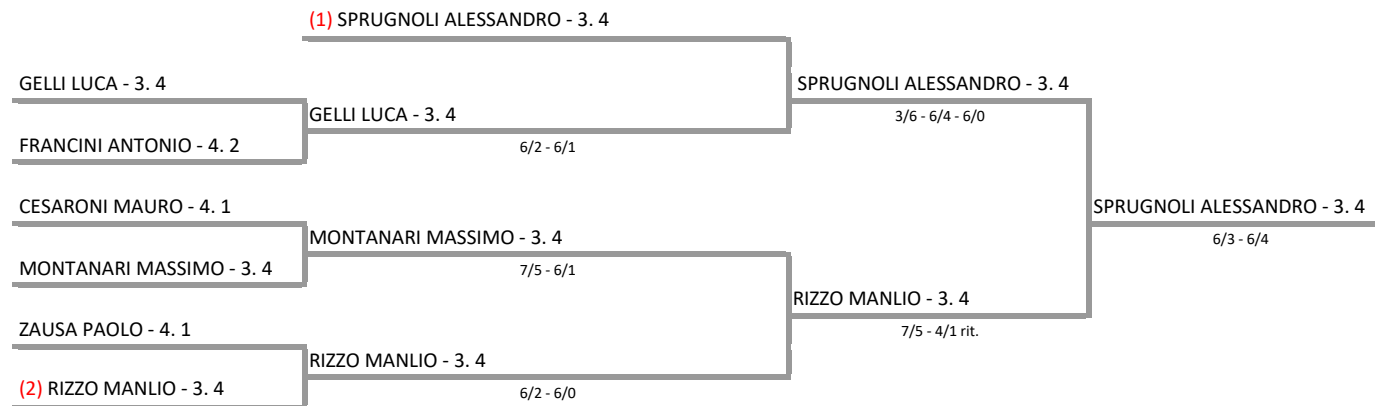 (1) SPRUGNOLI ALESSANDRO - 3. 4
GELLI LUCA - 3. 4
SPRUGNOLI ALESSANDRO - 3. 4
GELLI LUCA - 3. 4
3/6 - 6/4 - 6/0
FRANCINI ANTONIO - 4. 2
6/2 - 6/1
CESARONI MAURO - 4. 1
SPRUGNOLI ALESSANDRO - 3. 4
MONTANARI MASSIMO - 3. 4
6/3 - 6/4
MONTANARI MASSIMO - 3. 4
7/5 - 6/1
RIZZO MANLIO - 3. 4
ZAUSA PAOLO - 4. 1
7/5 - 4/1 rit.
RIZZO MANLIO - 3. 4
(2) RIZZO MANLIO - 3. 4
6/2 - 6/0